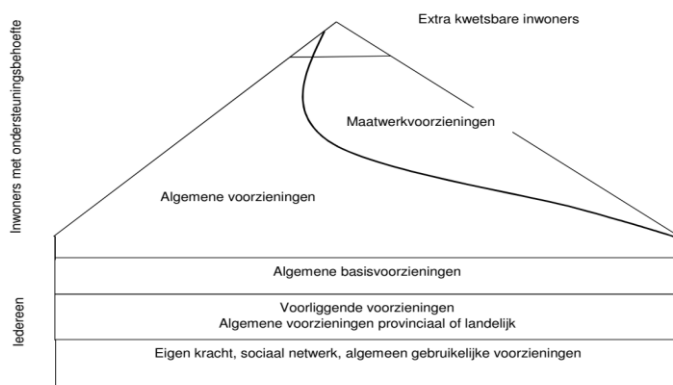 Extra kwetsbare inwoners
Inwoners met ondersteuningsbehoefte
Maatwerkvoorzieningen
Algemene voorzieningen
Algemene basisvoorzieningen
Iedereen
Voorliggende voorzieningen
Algemene voorzieningen provinciaal of landelijk
Eigen kracht, sociaal netwerk, algemeen gebruikelijke voorzieningen